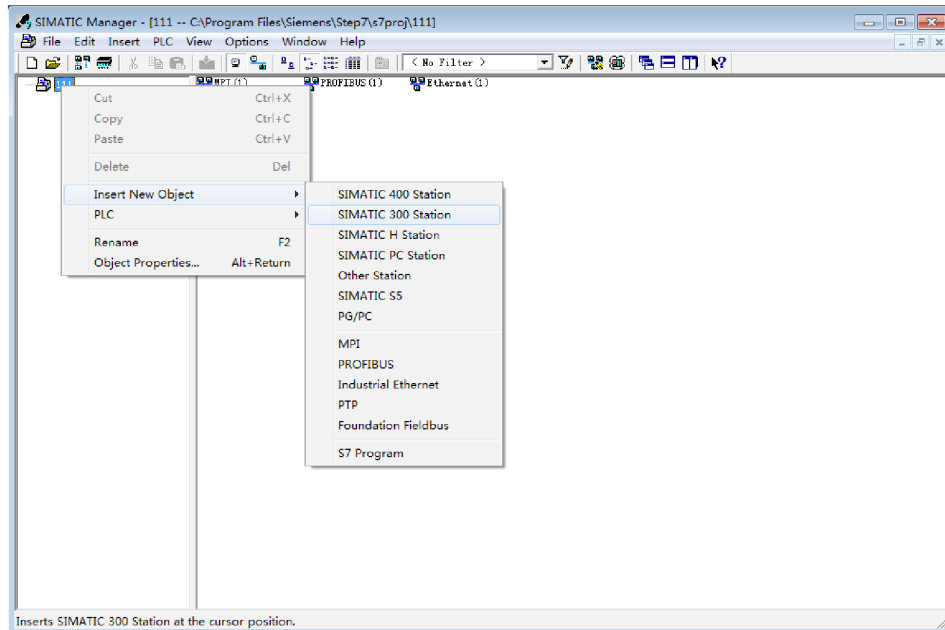 SIMATIC Manager - [111 -- C:\Program Files\Siemens\Step7\s7proj\111]
File Edit Insert PLC View Options Window Help
< No Filter >
111 MPI(1) PROFIBUS(1) Ethernet(1)
Cut Ctrl+X
Copy Ctrl+C
Paste Ctrl+V
Delete Del
Insert New Object
PLC
Rename F2
Object Properties... Alt+Return
SIMATIC 400 Station
SIMATIC 300 Station
SIMATIC H Station
SIMATIC PC Station
Other Station
SIMATIC S5
PG/PC
MPI
PROFIBUS
Industrial Ethernet
PTP
Foundation Fieldbus
S7 Program
Inserts SIMATIC 300 Station at the cursor position.